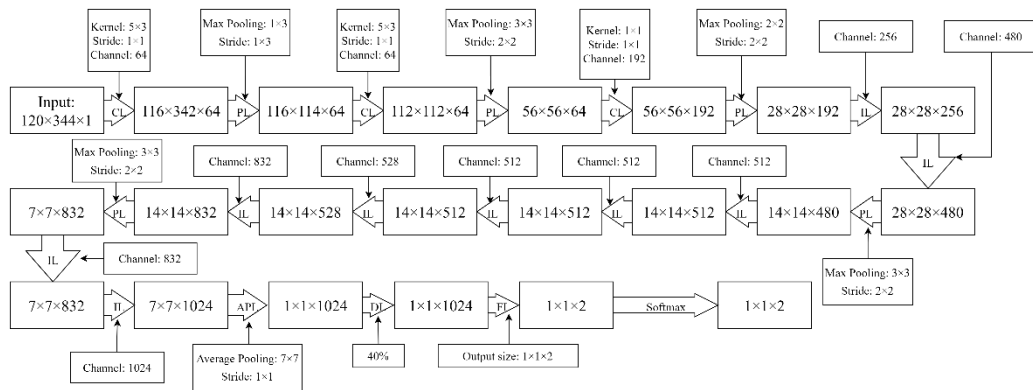 Kernel: 5×3
Stride: 1×1
Channel: 64
Max Pooling: 1×3
Stride: 1×3
Kernel: 5×3
Stride: 1×1
Channel: 64
Max Pooling: 3×3
Stride: 2×2
Kernel: 1×1
Stride: 1×1
Channel: 192
Max Pooling: 2×2
Stride: 2×2
Channel: 256
Channel: 480
Input:
120×344×1
CL
116×342×64
PL
116×114×64
CL
112×112×64
PL
56×56×64
CL
56×56×192
PL
28×28×192
IL
28×28×256
IL
Max Pooling: 3×3
Stride: 2×2
Channel: 832
Channel: 528
Channel: 512
Channel: 512
Channel: 512
7×7×832
PL
14×14×832
IL
14×14×528
IL
14×14×512
IL
14×14×512
IL
14×14×512
IL
14×14×480
PL
28×28×480
IL
Channel: 832
Max Pooling: 3×3
Stride: 2×2
7×7×832
IL
7×7×1024
APL
1×1×1024
DL
1×1×1024
FL
1×1×2
Softmax
1×1×2
Channel: 1024
Average Pooling: 7×7
Stride: 1×1
40%
Output size: 1×1×2